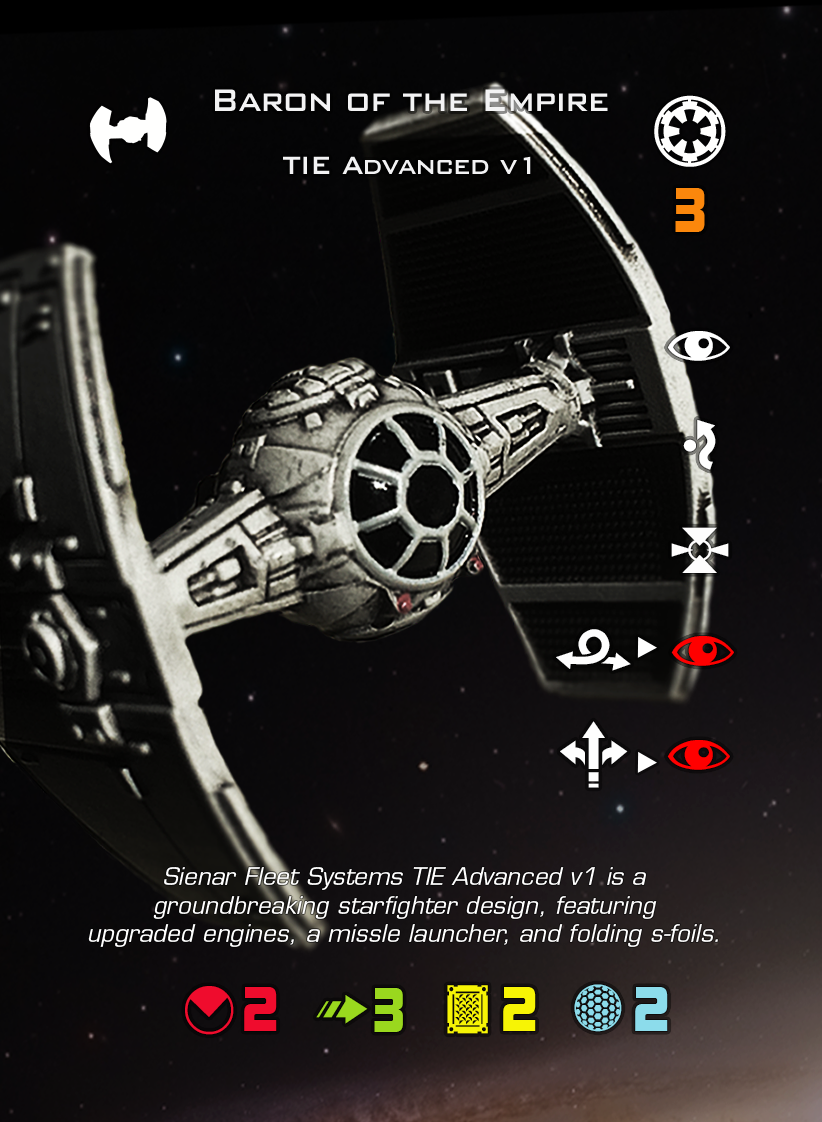 Baron of the Empire
TIE Advanced v1
3
Sienar Fleet Systems TIE Advanced v1 is a
groundbreaking starfighter design, featuring
upgraded engines, a missle launcher, and folding s-foils.
2 3 2 2